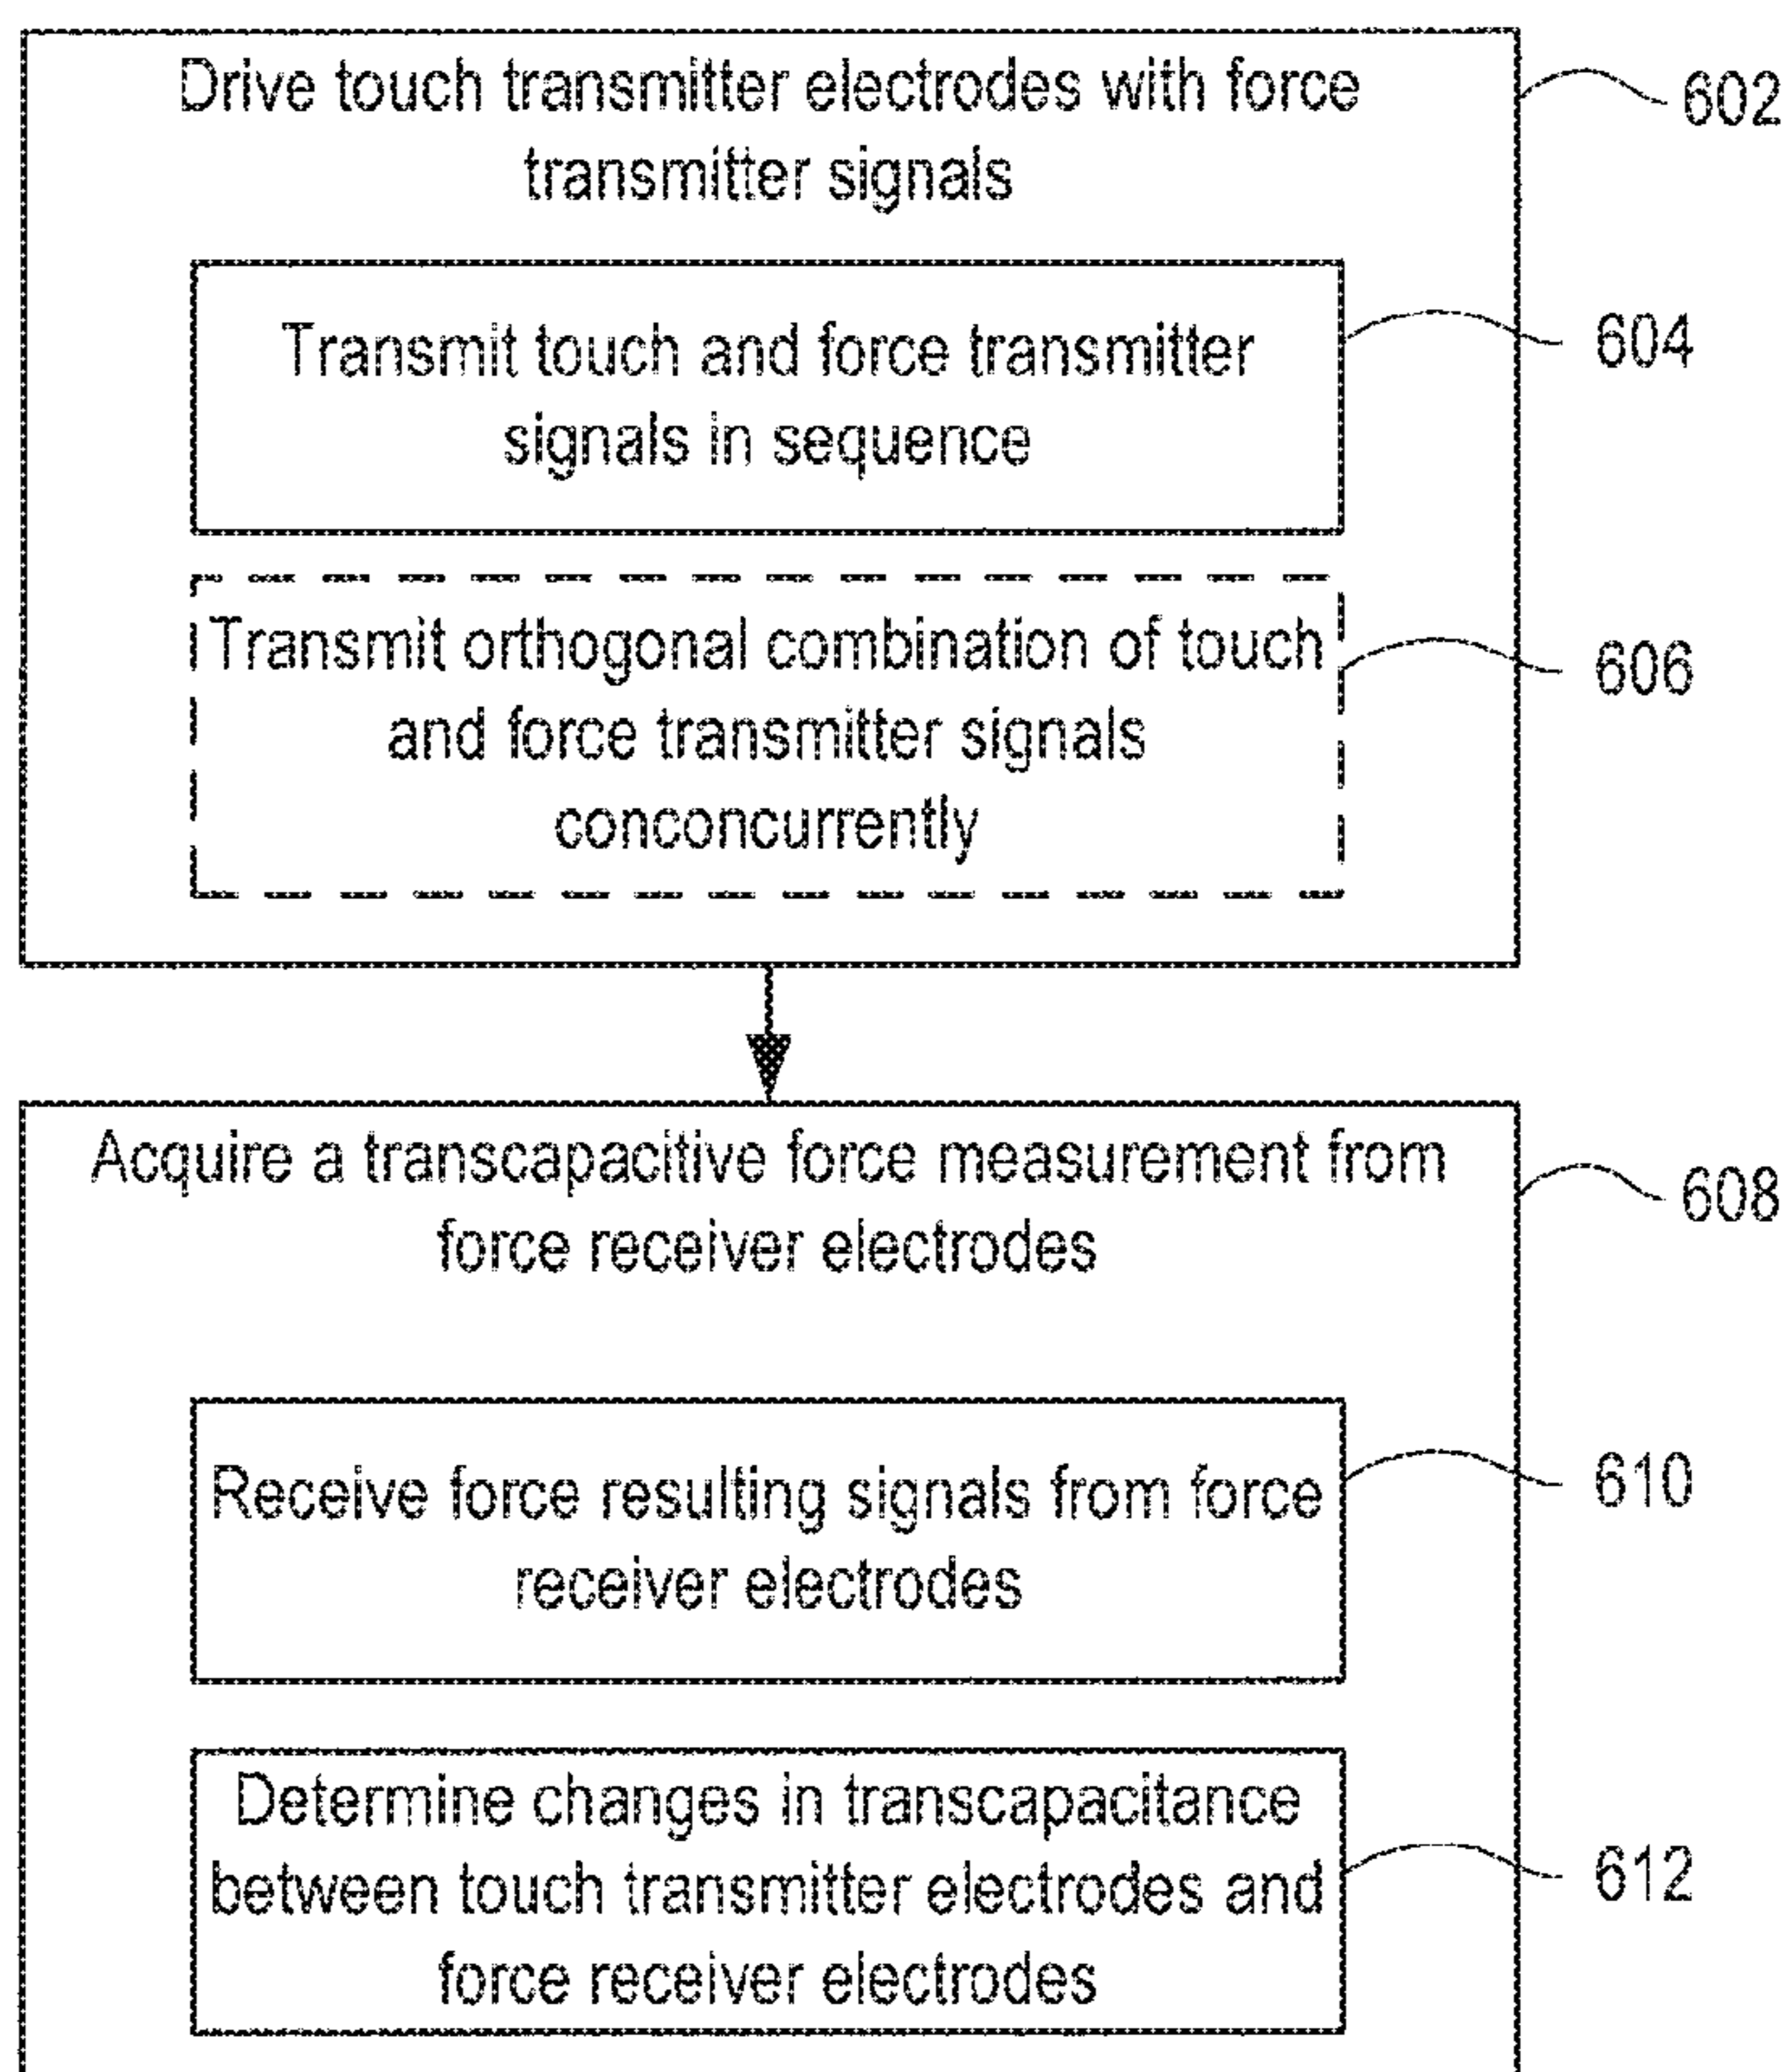 Drive touch transmitter electrodes with force
transmitter signals
602
Transmit touch and force transmitter
signals in sequence
604
Transmit orthogonal combination of touch
and force transmitter signals
conconcurrently
606
Acquire a transcapacitive force measurement from
force receiver electrodes
608
Receive force resulting signals from force
receiver electrodes
610
Determine changes in transcapacitance
between touch transmitter electrodes and
force receiver electrodes
612